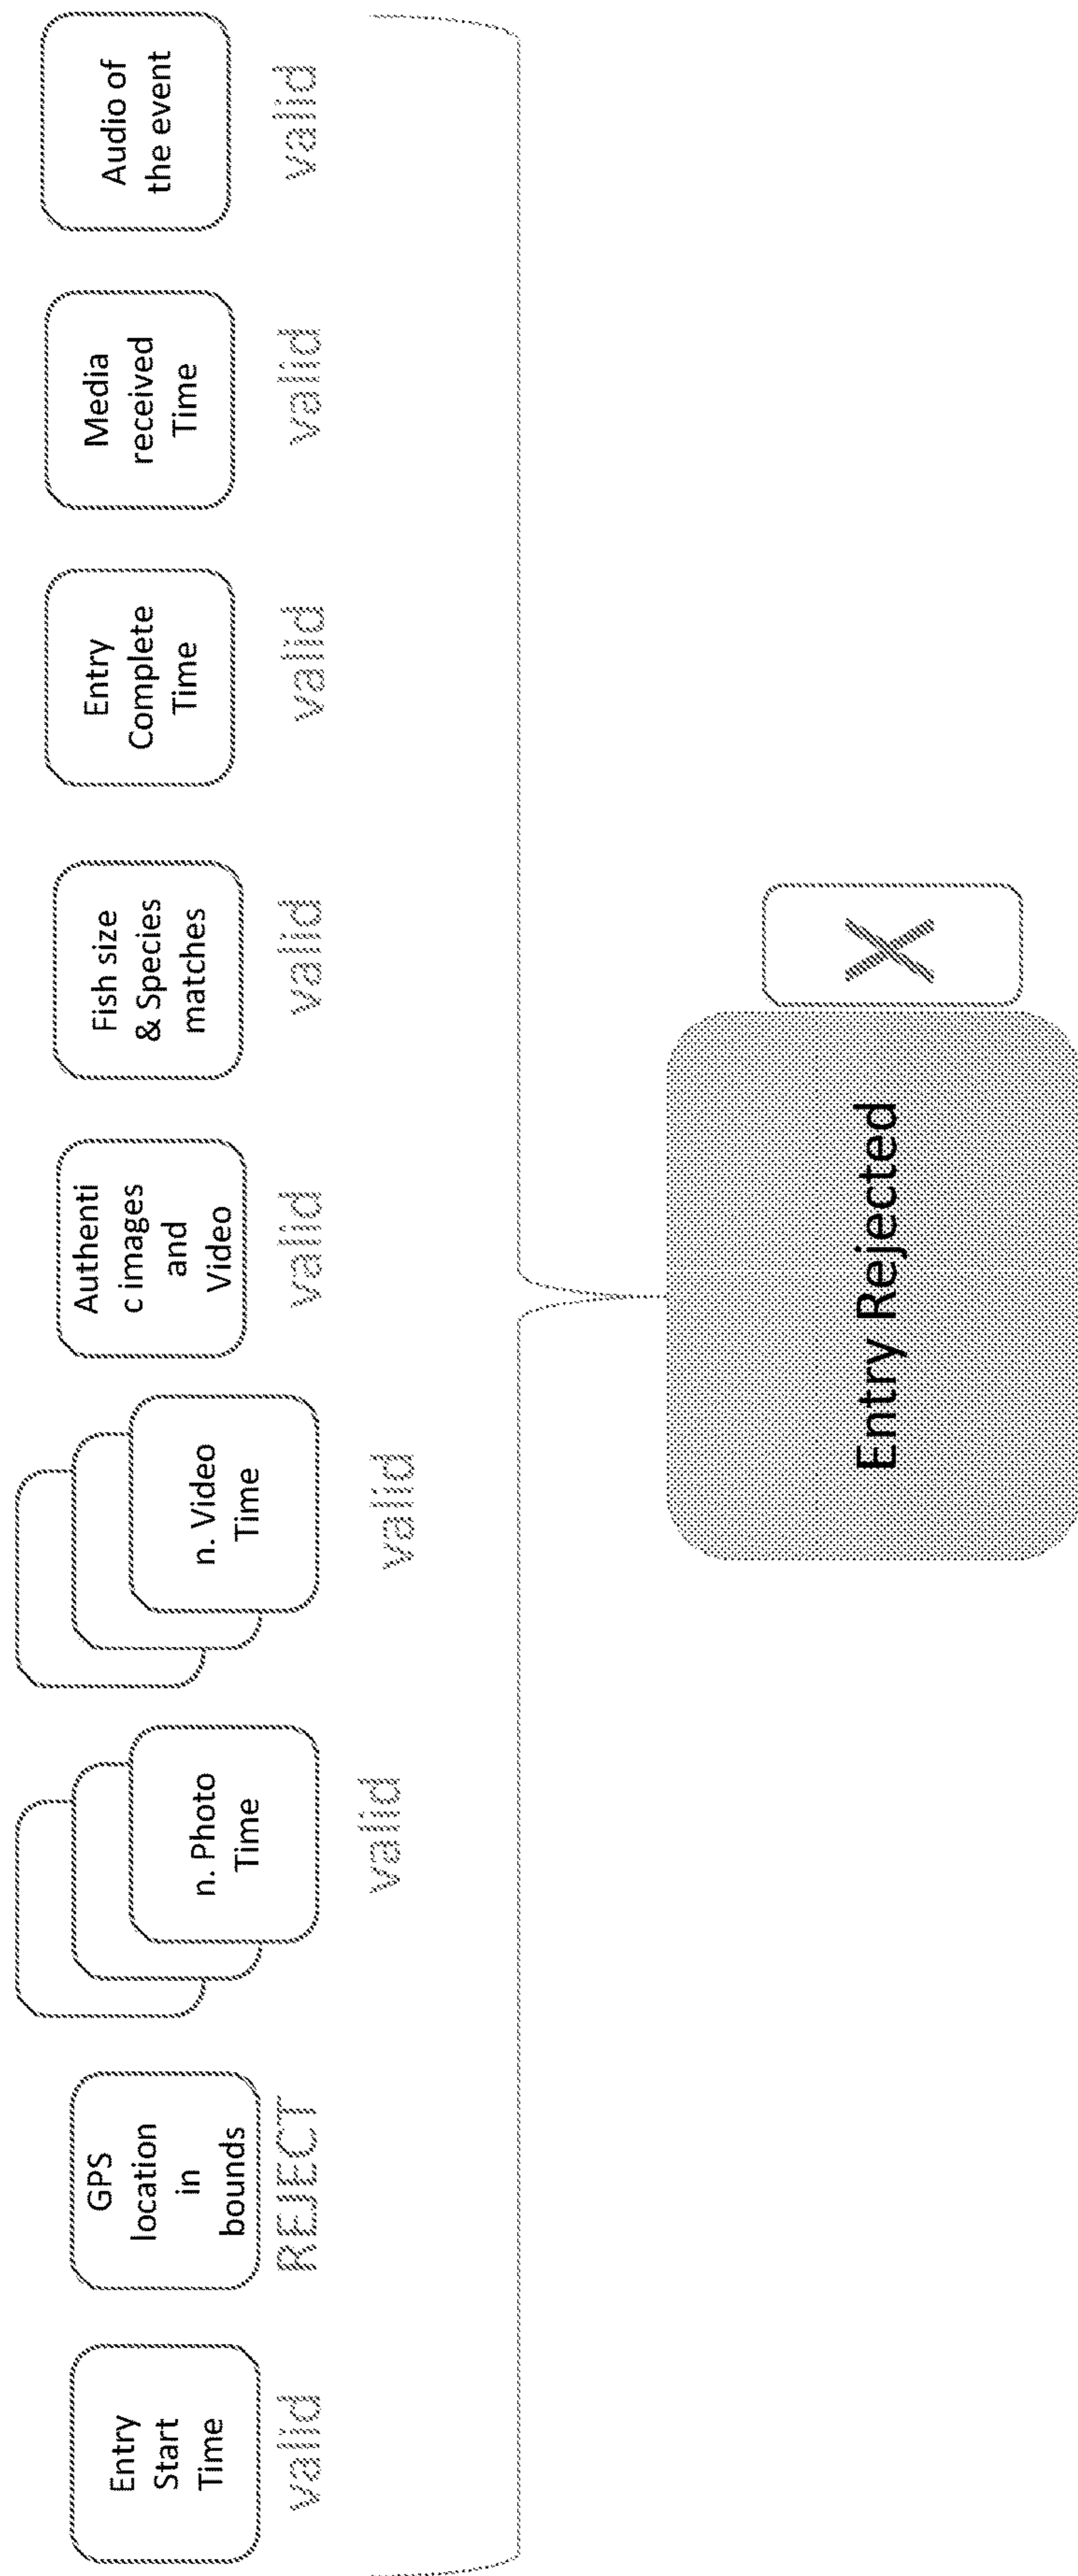 Entry
Start
Time
valid
GPS
location
in
bounds
REJECT
n. Photo
Time
valid
n. Video
Time
valid
Authenti
c images
and
Video
valid
Fish size
& Species
matches
valid
Entry
Complete
Time
valid
Media
received
Time
valid
Audio of
the event
valid
Entry Rejected
X